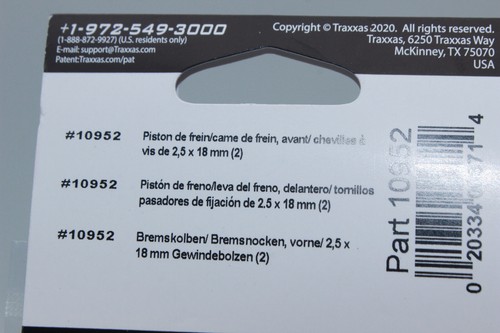 +1-972-549-3000
(1-888-872-9927) (U.S. residents only)
E-mail: support@Traxxas.com
Patent:Traxxas.com/pat
Copyright © Traxxas 2020. All rights reserved.
Traxxas, 6250 Traxxas Way
McKinney, TX 75070
USA
#10952 Piston de frein/came de frein, avant/ chevilles à
vis de 2,5 x 18 mm (2)
#10952 Pistón de freno/leva del freno, delantero/ tornillos
pasadores de fijación de 2.5 x 18 mm (2)
#10952 Bremskolben/ Bremsnocken, vorne/ 2,5 x
18 mm Gewindebolzen (2)
Part 10952